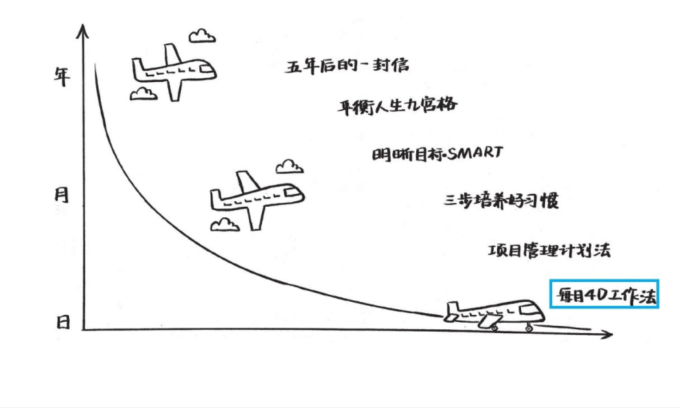 年
五年后的一封信
平衡人生九宫格
明晰目标·SMART
月
三步培养好习惯
项目管理计划法
每日4D工作法
日